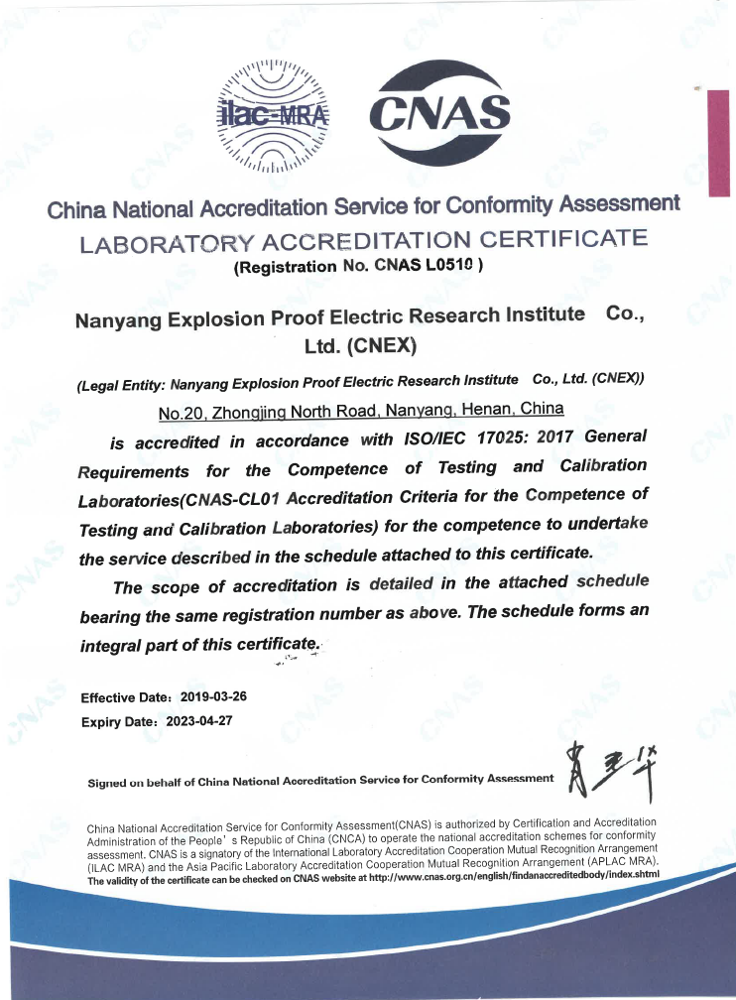 ilac-MRA
CNAS
China National Accreditation Service for Conformity Assessment
LABORATORY ACCREDITATION CERTIFICATE
(Registration No. CNAS L0510 )
Nanyang Explosion Proof Electric Research Institute Co.,
Ltd. (CNEX)
(Legal Entity: Nanyang Explosion Proof Electric Research Institute Co., Ltd. (CNEX))
No.20, Zhongjing North Road, Nanyang, Henan, China
is accredited in accordance with ISO/IEC 17025: 2017 General
Requirements for the Competence of Testing and Calibration
Laboratories(CNAS-CL01 Accreditation Criteria for the Competence of
Testing and Calibration Laboratories) for the competence to undertake
the service described in the schedule attached to this certificate.
The scope of accreditation is detailed in the attached schedule
bearing the same registration number as above. The schedule forms an
integral part of this certificate.
Effective Date：2019-03-26
Expiry Date：2023-04-27
Signed on behalf of China National Accreditation Service for Conformity Assessment
China National Accreditation Service for Conformity Assessment(CNAS) is authorized by Certification and Accreditation
Administration of the People’ s Republic of China (CNCA) to operate the national accreditation schemes for conformity
assessment. CNAS is a signatory of the International Laboratory Accreditation Cooperation Mutual Recognition Arrangement
(ILAC MRA) and the Asia Pacific Laboratory Accreditation Cooperation Mutual Recognition Arrangement (APLAC MRA).
The validity of the certificate can be checked on CNAS website at http://www.cnas.org.cn/english/findanaccreditedbody/index.shtml